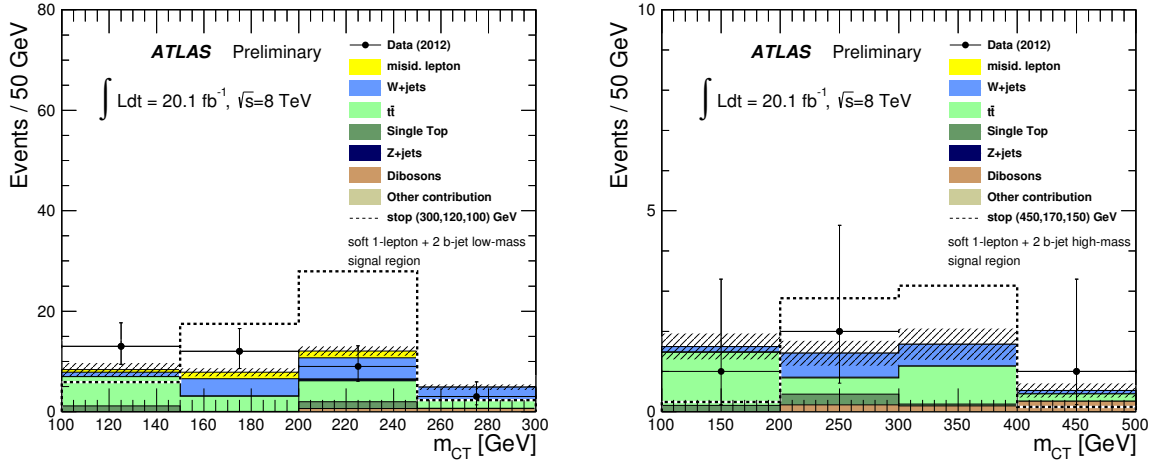 Events / 50 GeV
80
60
40
20
0
ATLAS Preliminary
∫ Ldt = 20.1 fb⁻¹, √s=8 TeV
Data (2012)
misid. lepton
W+jets
tt̄
Single Top
Z+jets
Dibosons
Other contribution
stop (300,120,100) GeV
soft 1-lepton + 2 b-jet low-mass
signal region
100 120 140 160 180 200 220 240 260 280 300
m_CT [GeV]
Events / 50 GeV
10
5
0
ATLAS Preliminary
∫ Ldt = 20.1 fb⁻¹, √s=8 TeV
Data (2012)
misid. lepton
W+jets
tt̄
Single Top
Z+jets
Dibosons
Other contribution
stop (450,170,150) GeV
soft 1-lepton + 2 b-jet high-mass
signal region
100 150 200 250 300 350 400 450 500
m_CT [GeV]